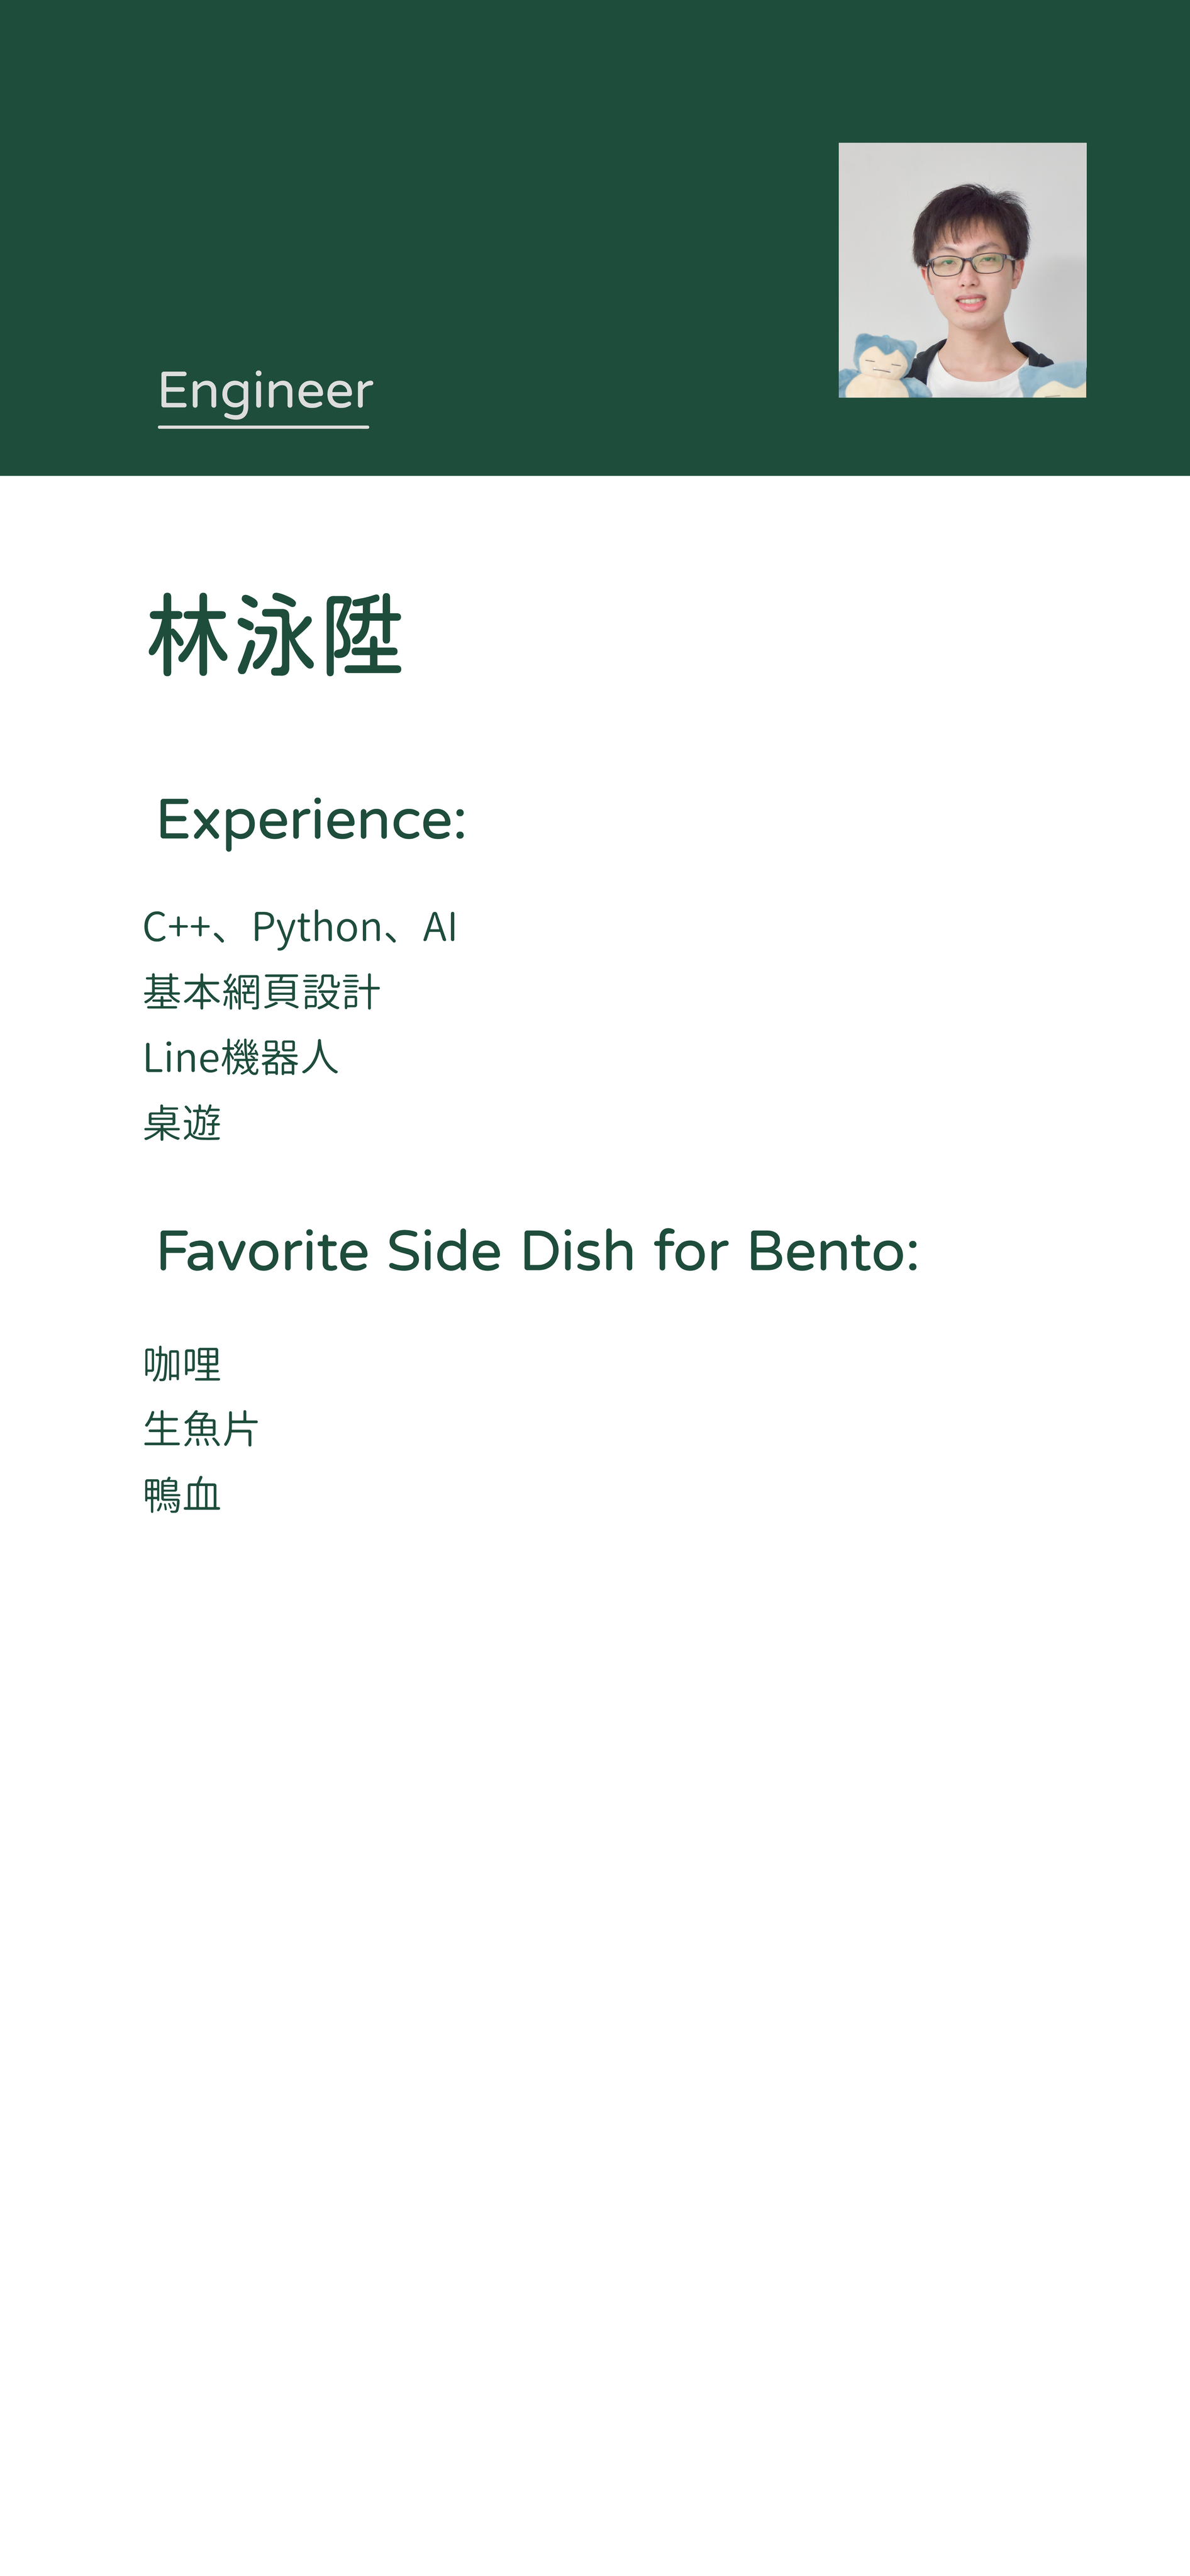 Engineer
林泳陞
Experience:
C++、Python、AI
基本網頁設計
Line機器人
桌遊
Favorite Side Dish for Bento:
咖哩
生魚片
鴨血